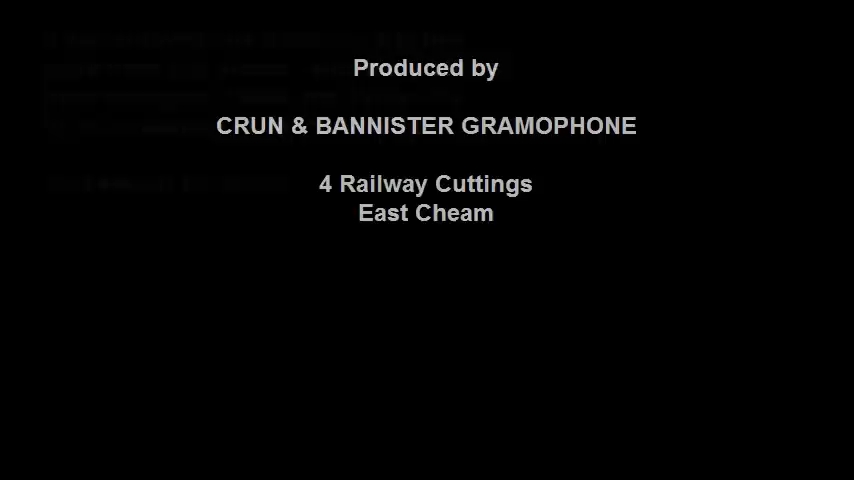 Produced by
CRUN & BANNISTER GRAMOPHONE
4 Railway Cuttings
East Cheam